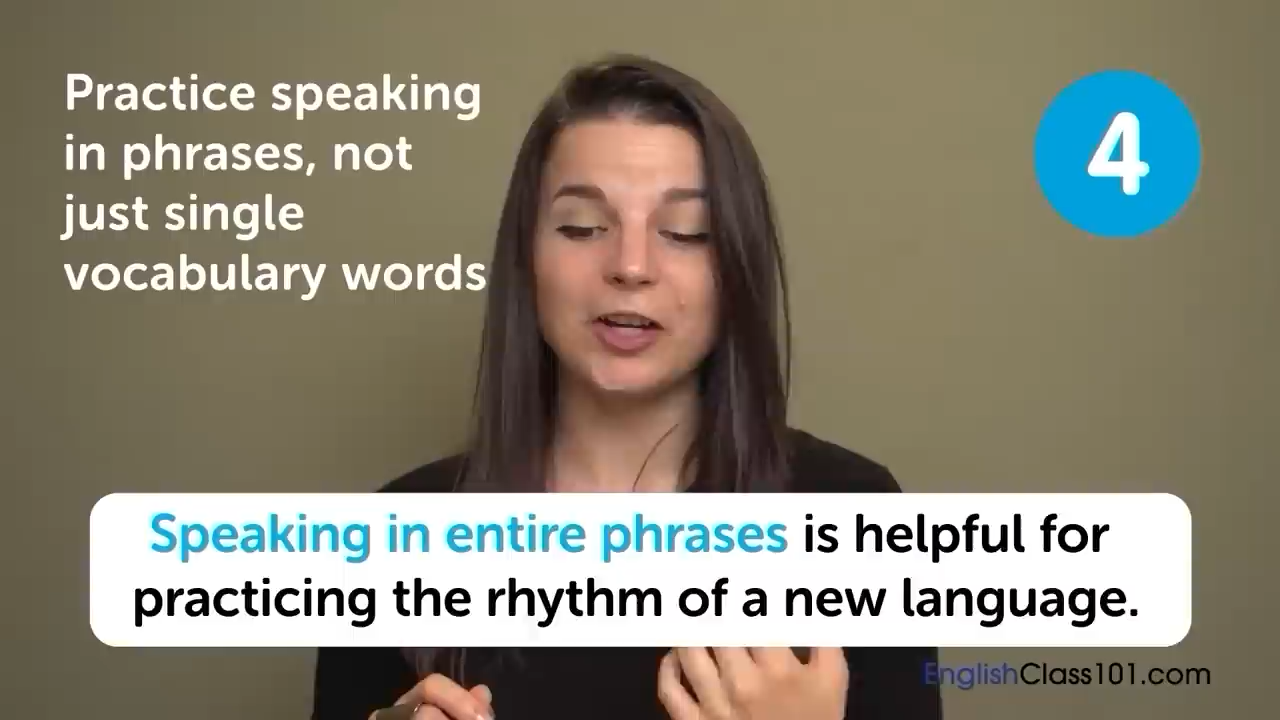 Practice speaking
in phrases, not
just single
vocabulary words
4
Speaking in entire phrases is helpful for
practicing the rhythm of a new language.
EnglishClass101.com